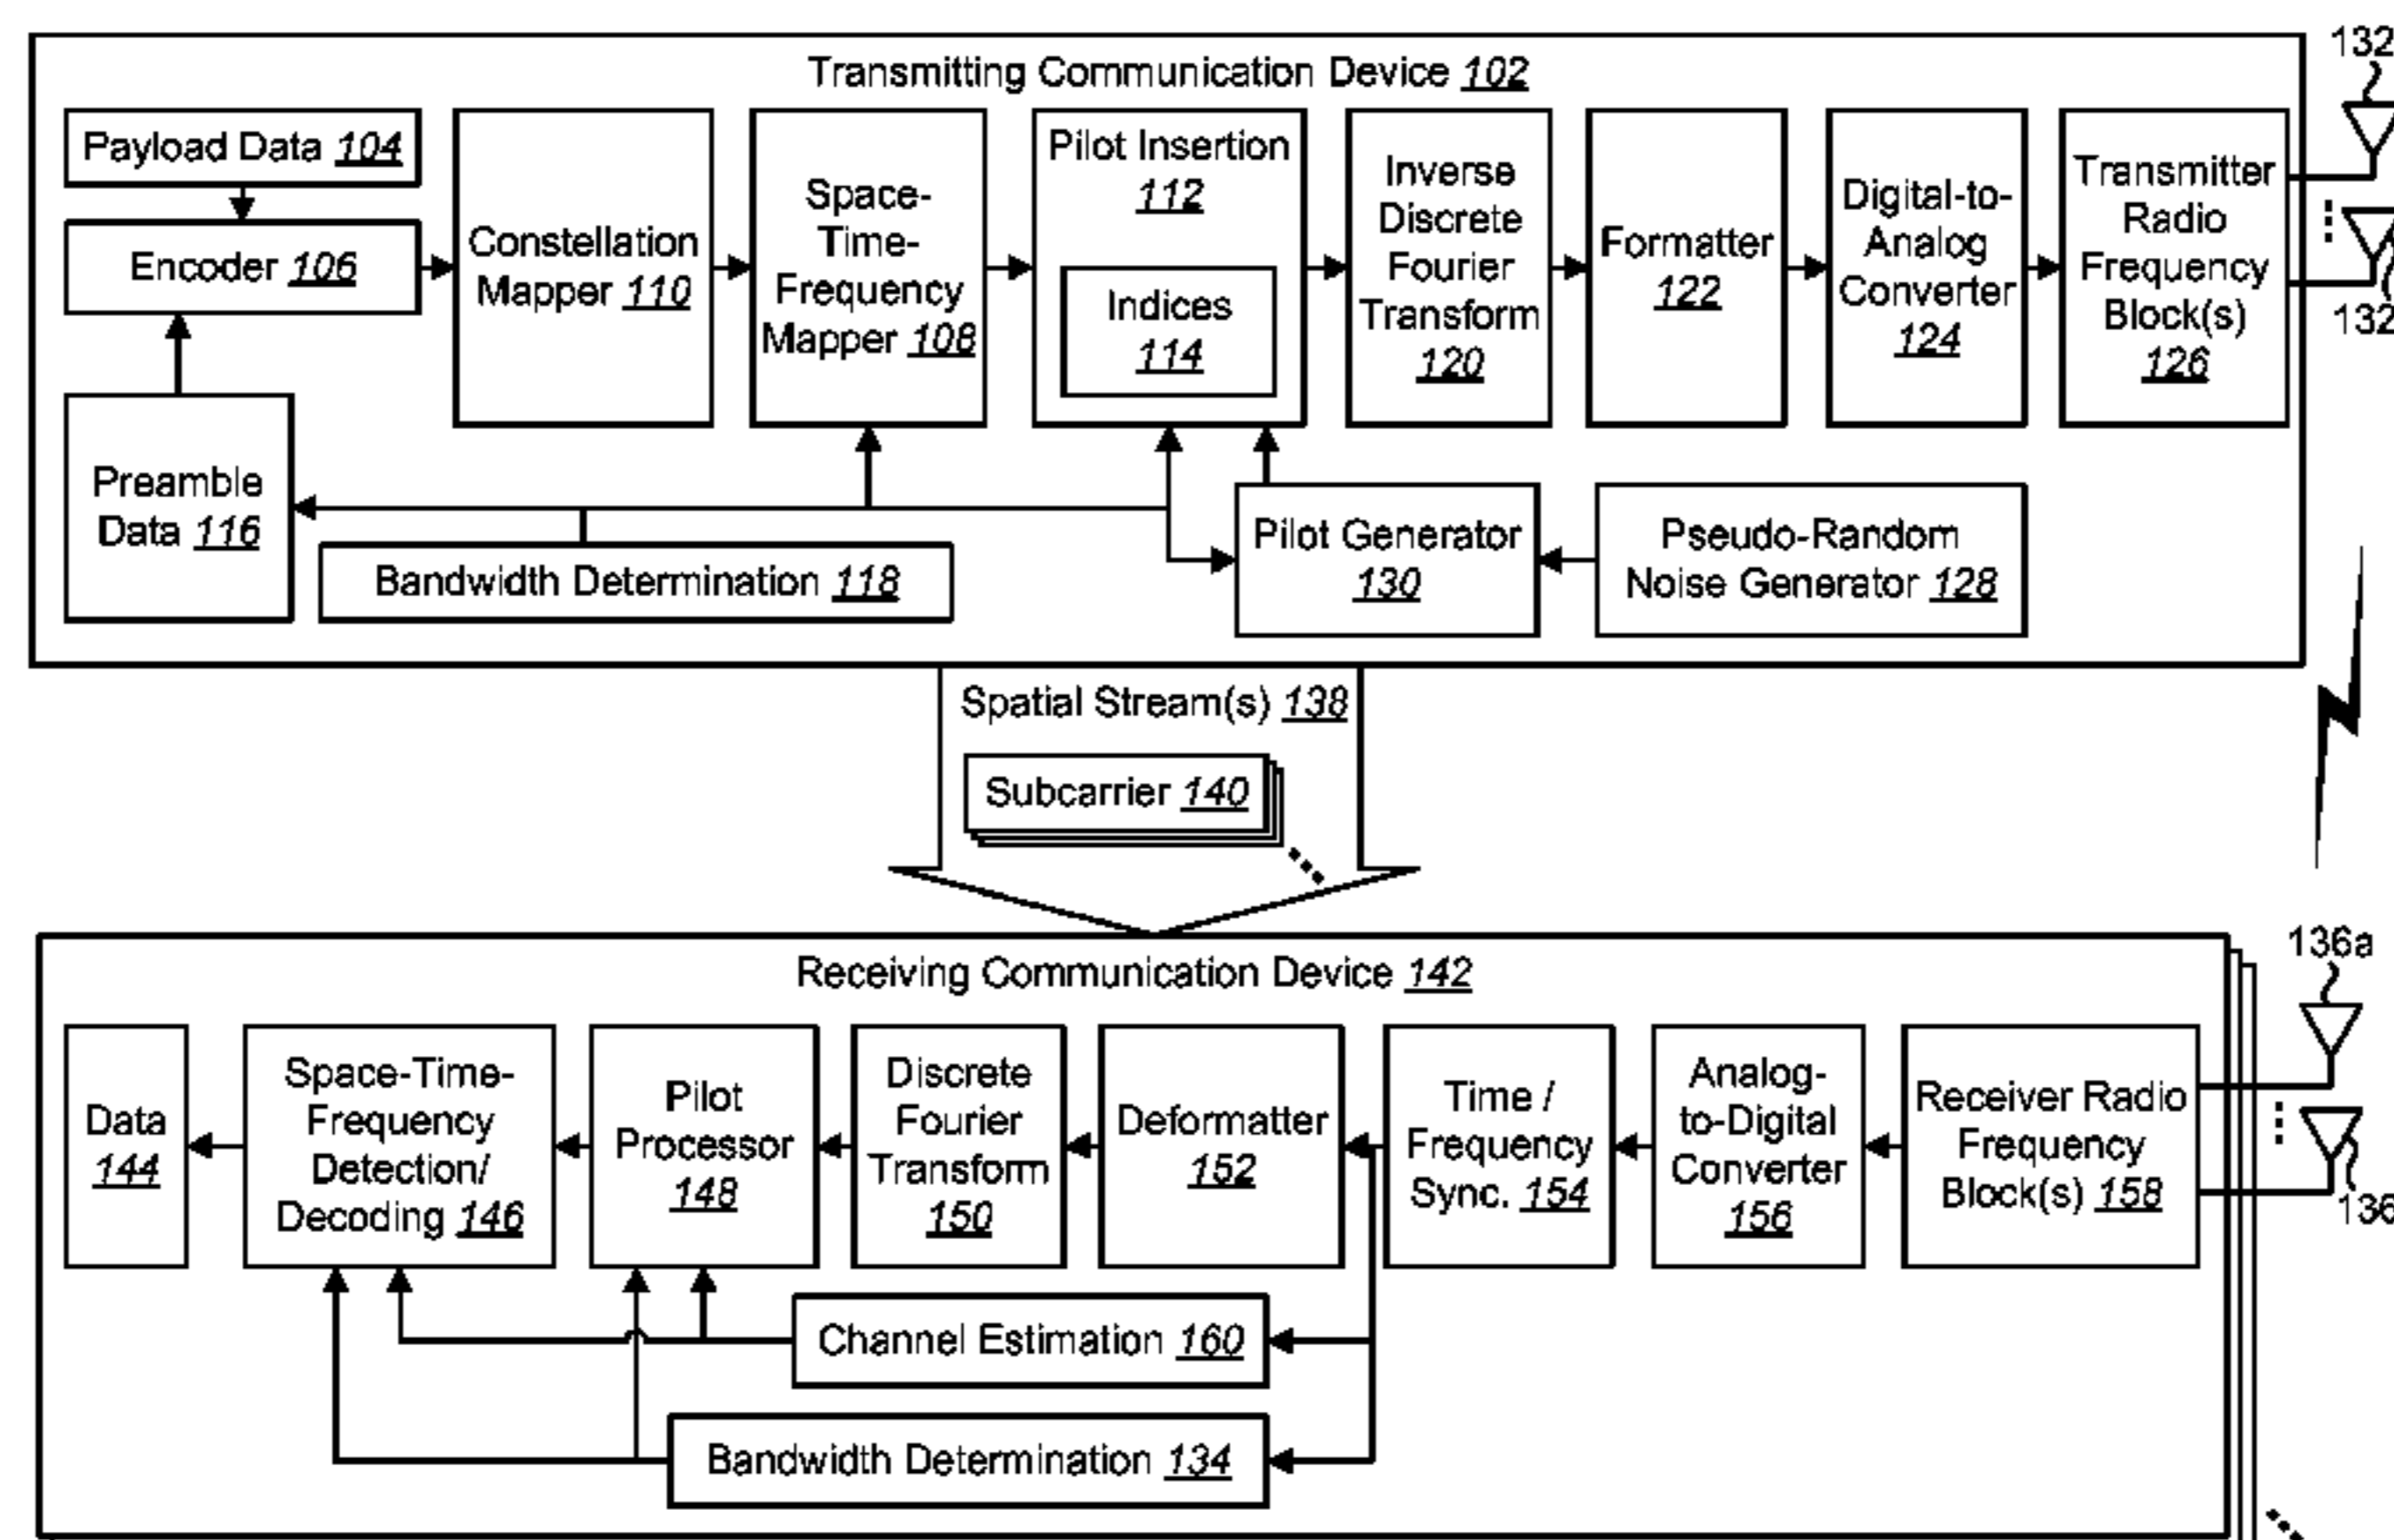 Transmitting Communication Device 102
132
Payload Data 104
Encoder 106
Constellation
Mapper 110
Space-
Time-
Frequency
Mapper 108
Pilot Insertion
112
Indices
114
Inverse
Discrete
Fourier
Transform
120
Formatter
122
Digital-to-
Analog
Converter
124
Transmitter
Radio
Frequency
Block(s)
126
132
Preamble
Data 116
Bandwidth Determination 118
Pilot Generator
130
Pseudo-Random
Noise Generator 128
Spatial Stream(s) 138
Subcarrier 140
Receiving Communication Device 142
136a
Data
144
Space-Time-
Frequency
Detection/
Decoding 146
Pilot
Processor
148
Discrete
Fourier
Transform
150
Deformatter
152
Time /
Frequency
Sync. 154
Analog-
to-Digital
Converter
156
Receiver Radio
Frequency
Block(s) 158
136
Channel Estimation 160
Bandwidth Determination 134